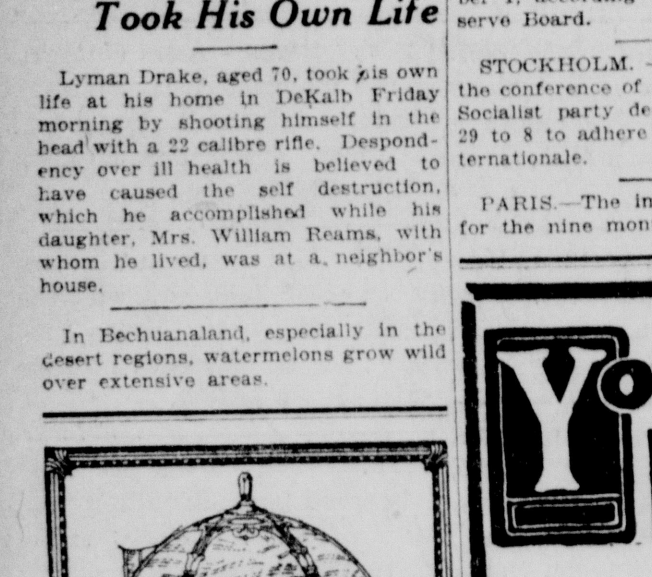 Took His Own Life
Lyman Drake, aged 70, took his own
life at his home in DeKalb Friday
morning by shooting himself in the
head with a 22 calibre rifle. Despond-
ency over ill health is believed to
have caused the self destruction,
which he accomplished while his
daughter, Mrs. William Reams, with
whom he lived, was at a neighbor's
house.
In Bechuanaland, especially in the
desert regions, watermelons grow wild
over extensive areas.
serve Board.
STOCKHOLM. -
the conference of
Socialist party de
29 to 8 to adhere
ternationale.
PARIS.—The in
for the nine mon
Yo